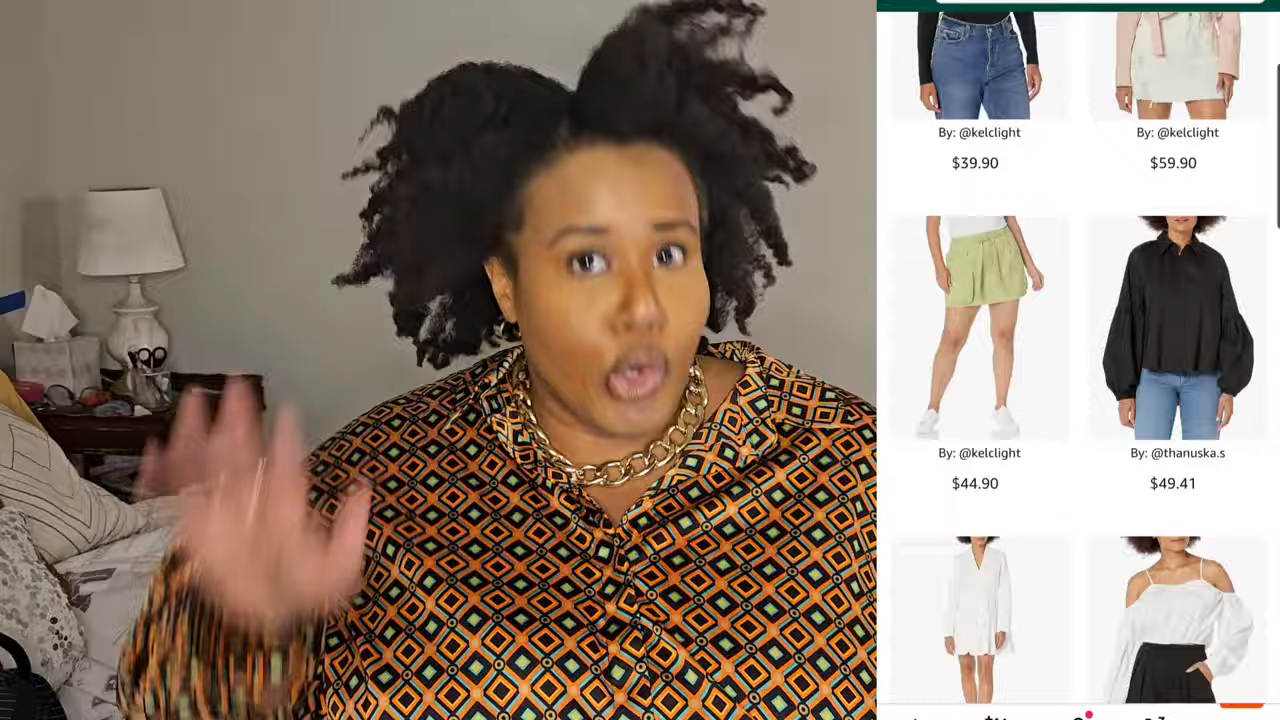 By: @kelclight
By: @kelclight
$39.90
$59.90
By: @kelclight
By: @thanuska.s
$44.90
$49.41